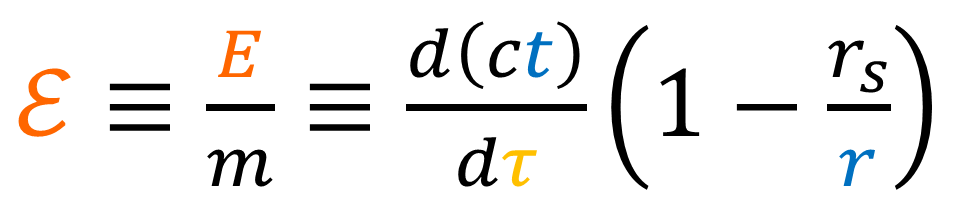 ℰ ≡ E/m ≡ d(ct)/dτ (1 − r_s/r)